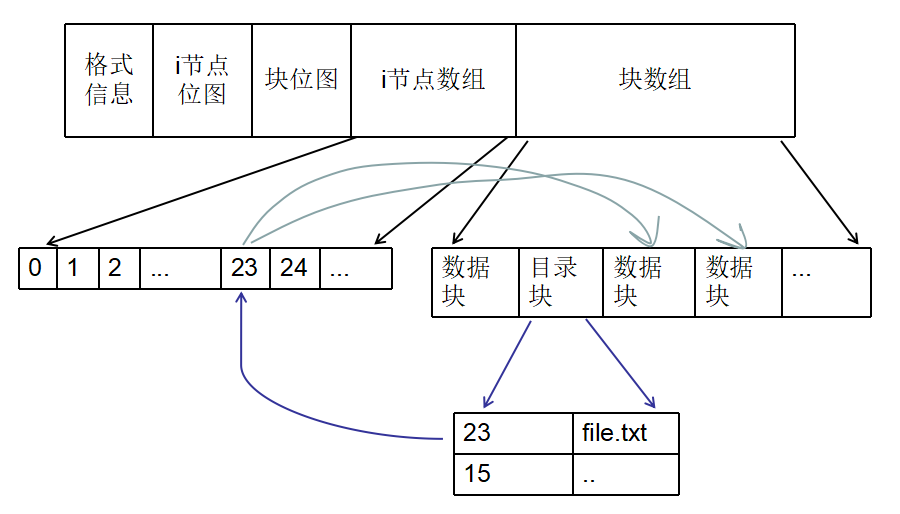 格式
信息
i节点
位图
块位图
i节点数组
块数组
0
1
2
...
23
24
...
数据
块
目录
块
数据
块
数据
块
...
23
file.txt
15
..